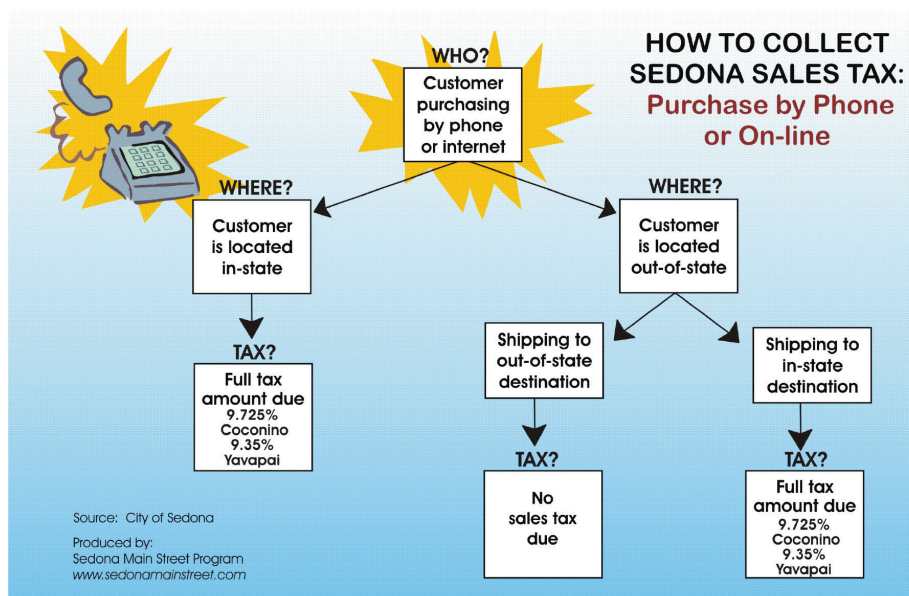 HOW TO COLLECT
SEDONA SALES TAX:
Purchase by Phone
or On-line
WHO?
Customer
purchasing
by phone
or internet
WHERE?
Customer
is located
in-state
WHERE?
Customer
is located
out-of-state
TAX?
Full tax
amount due
9.725%
Coconino
9.35%
Yavapai
Shipping to
out-of-state
destination
Shipping to
in-state
destination
TAX?
No
sales tax
due
TAX?
Full tax
amount due
9.725%
Coconino
9.35%
Yavapai
Source: City of Sedona
Produced by:
Sedona Main Street Program
www.sedonamainstreet.com